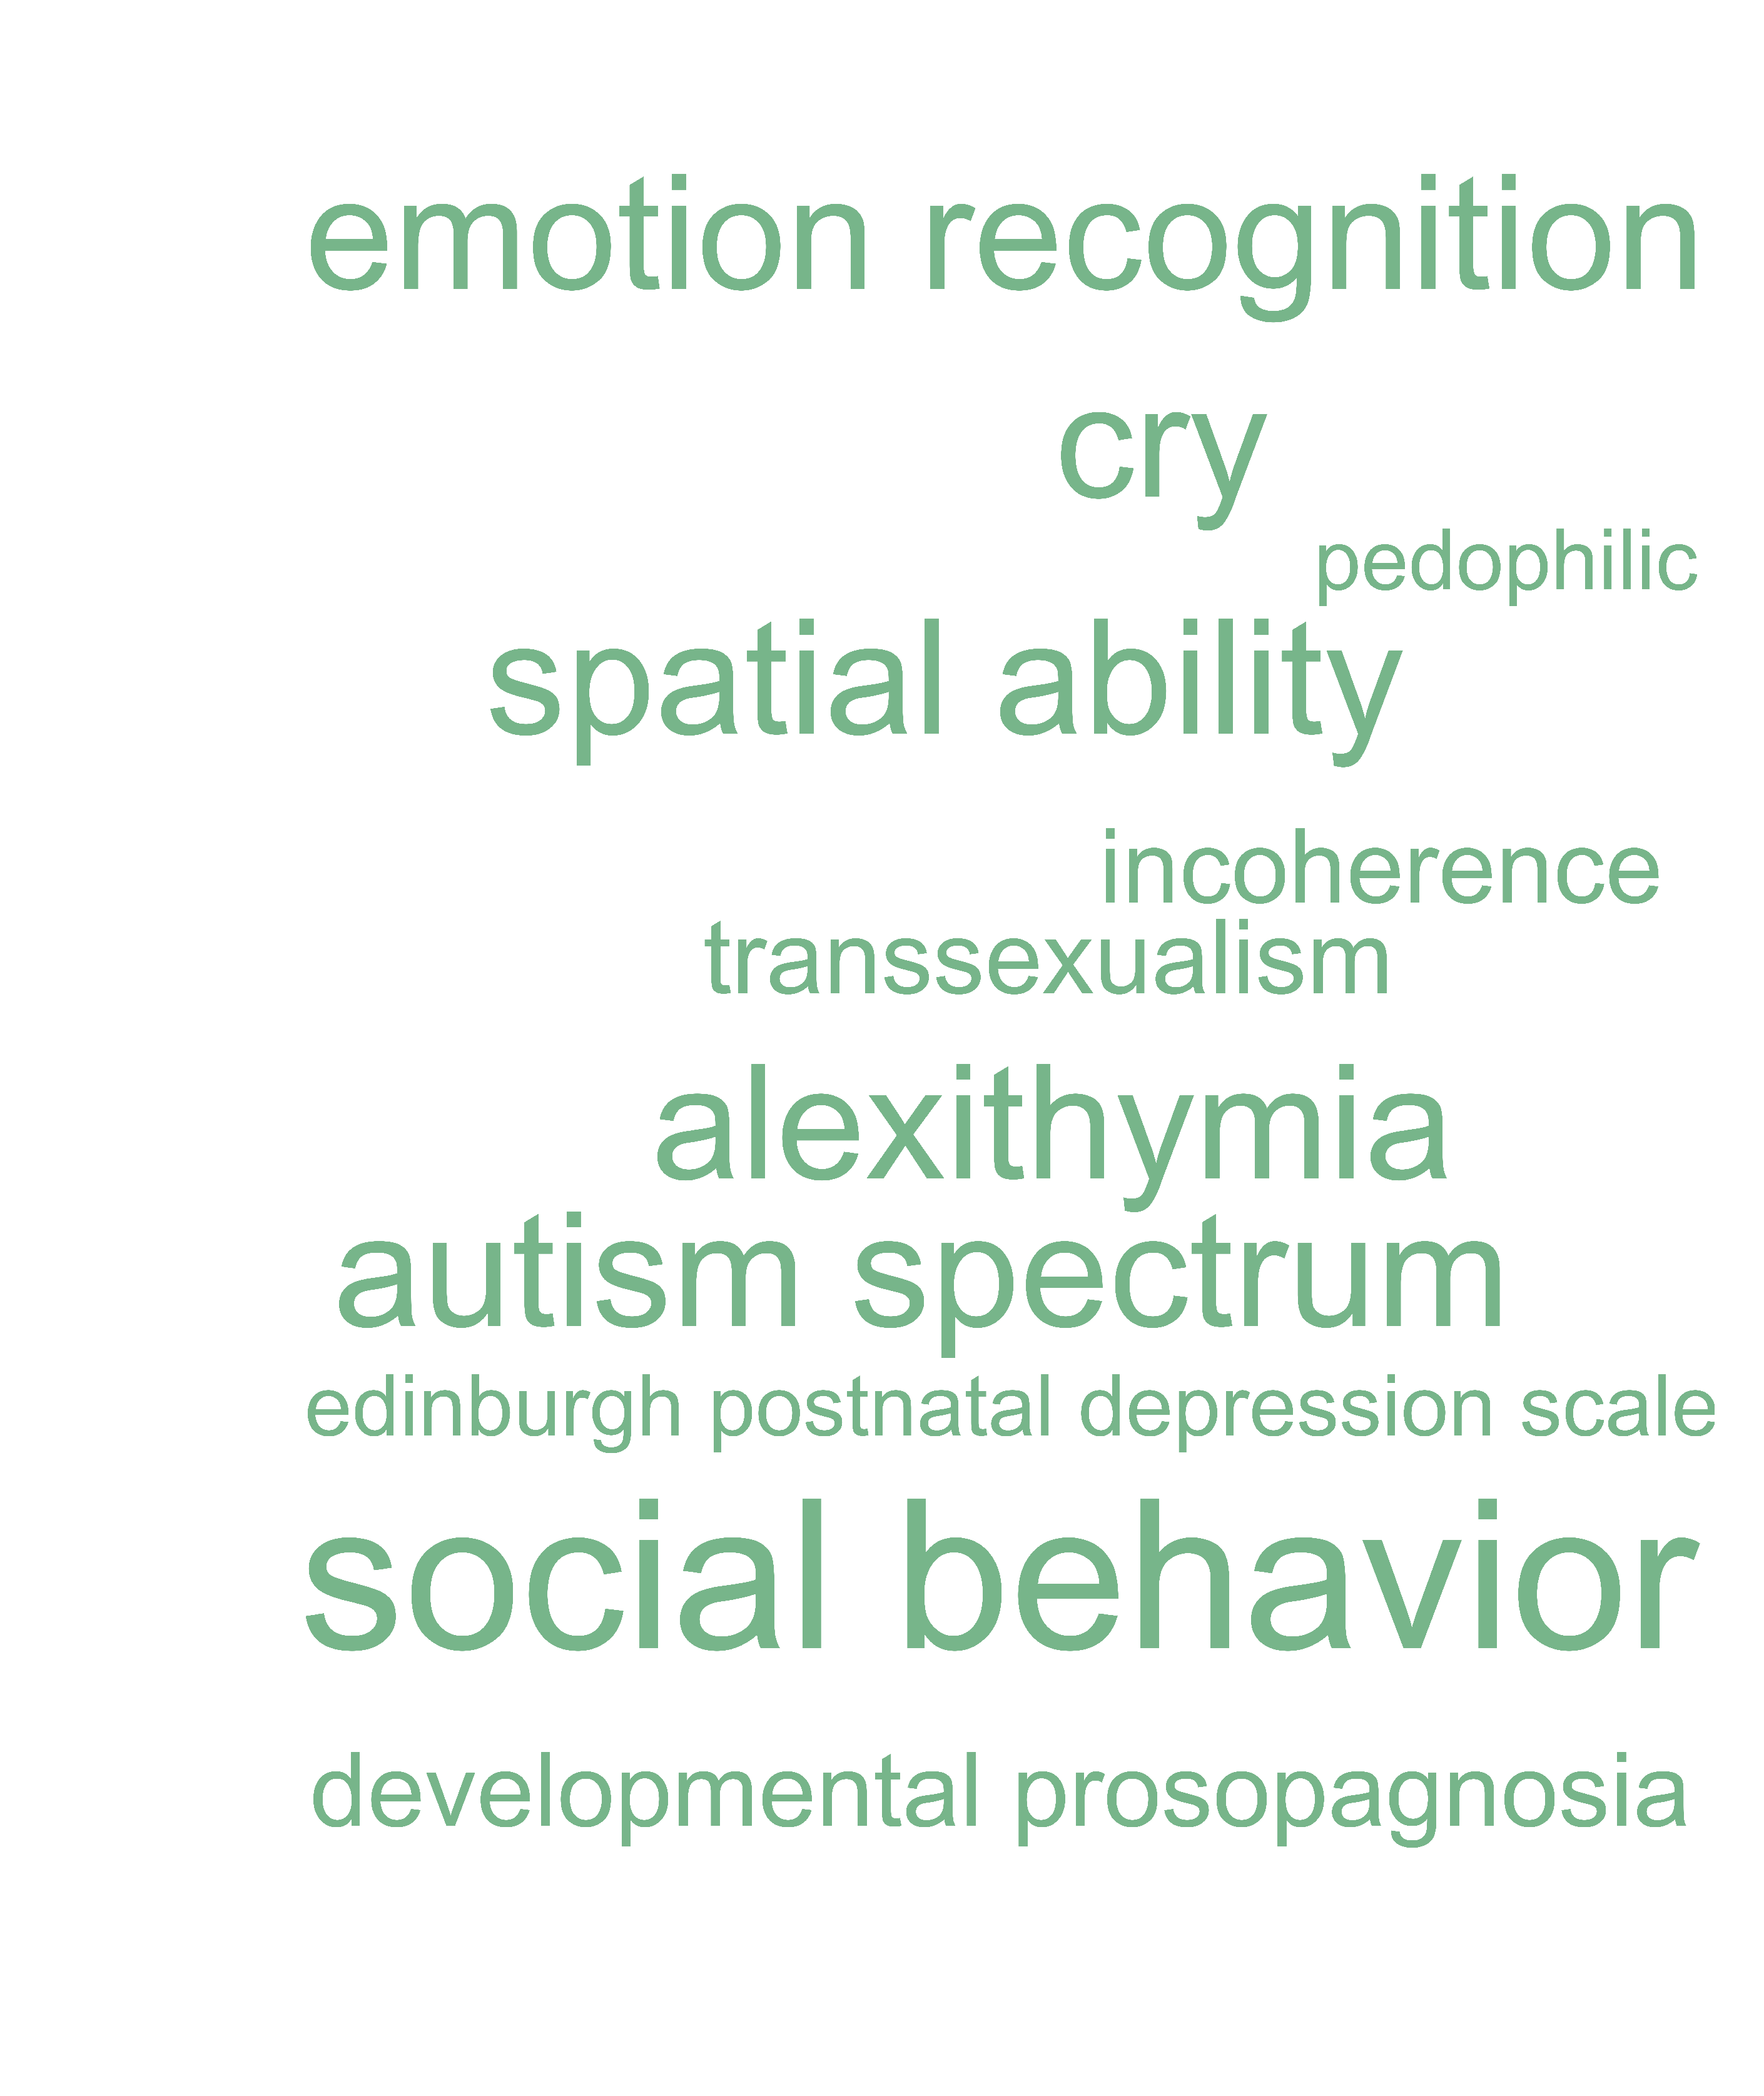 emotion recognition
cry
pedophilic
spatial ability
incoherence
transsexualism
alexithymia
autism spectrum
edinburgh postnatal depression scale
social behavior
developmental prosopagnosia